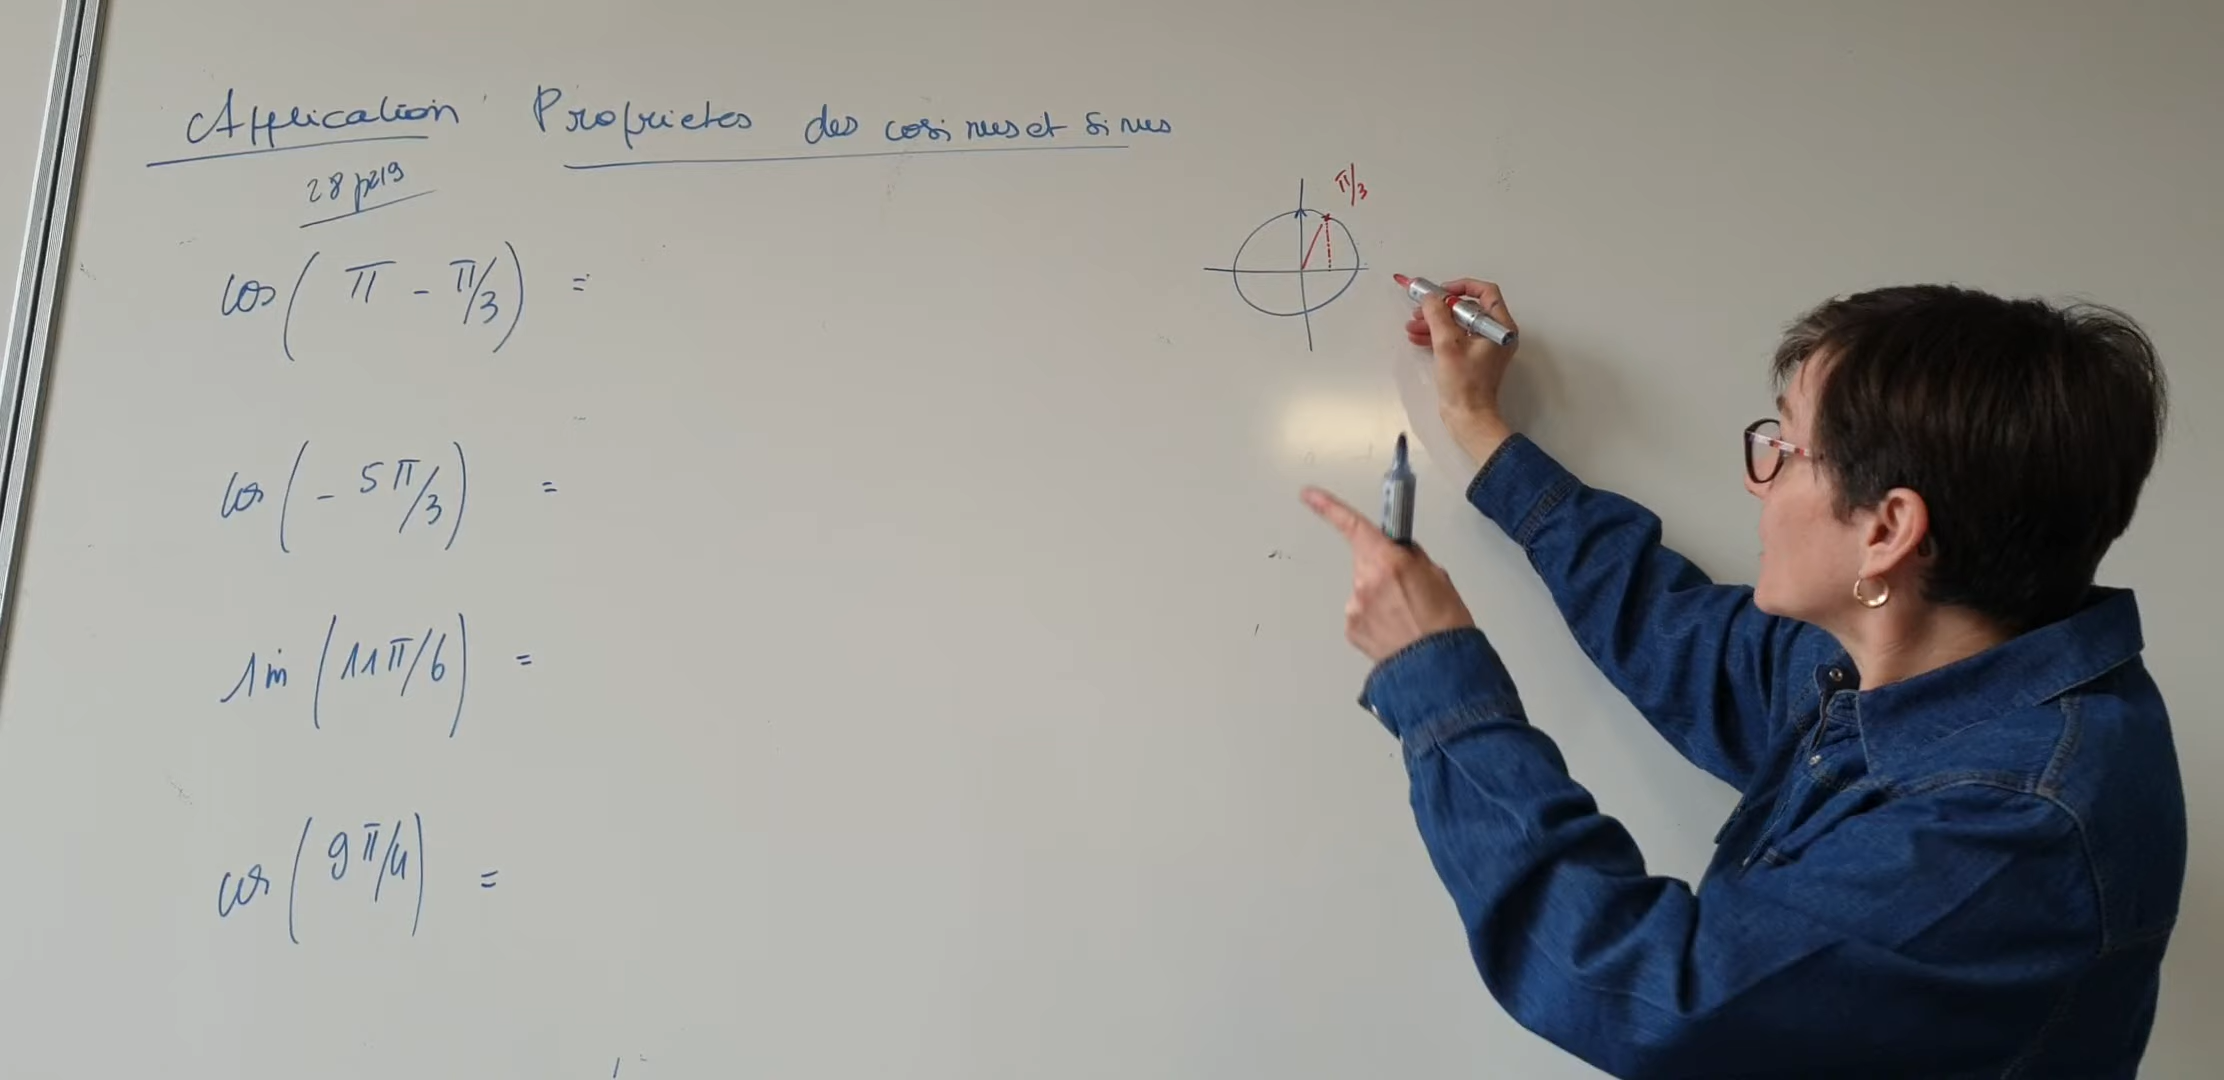 Application Proprietes des cosinus et sinus
28 p219
cos( π - π/3) =
π/3
cos( - 5π/3) =
sin(11π/6) =
cos(9π/4) =